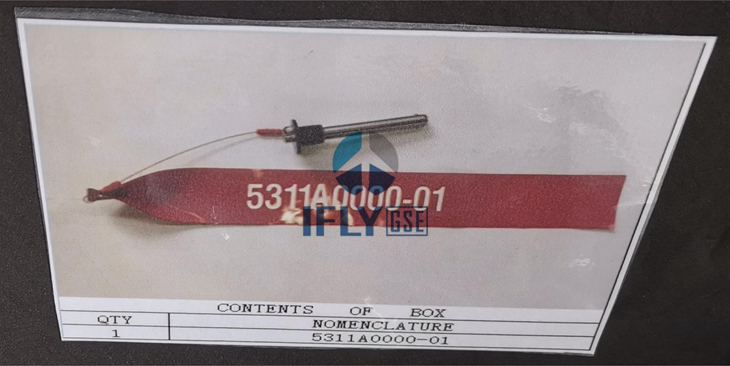 5311A0000-01
IFLY GSE
CONTENTS OF BOX
QTY NOMENCLATURE
1 5311A0000-01